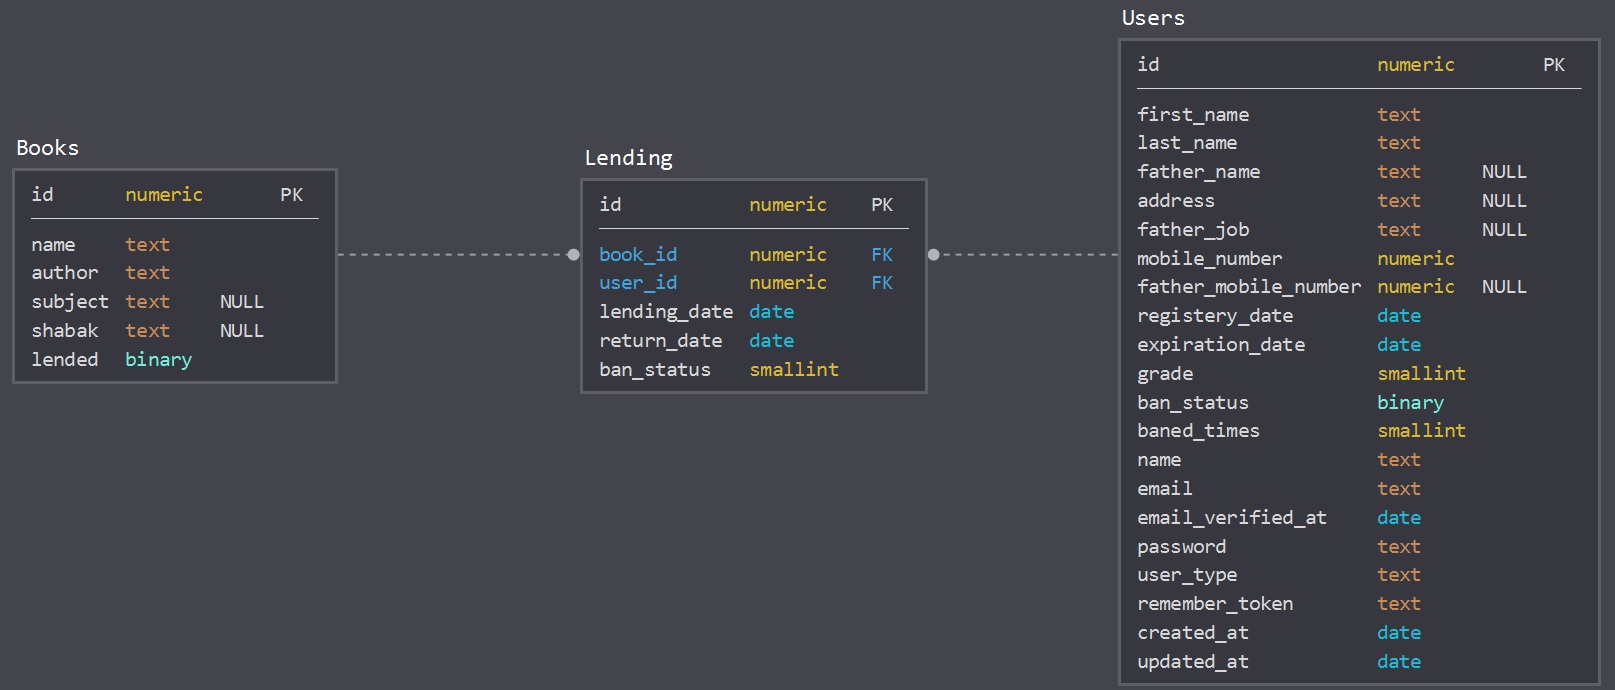 Books
id numeric PK
name text
author text
subject text NULL
shabak text NULL
lended binary
Lending
id numeric PK
book_id numeric FK
user_id numeric FK
lending_date date
return_date date
ban_status smallint
Users
id numeric PK
first_name text
last_name text
father_name text NULL
address text NULL
father_job text NULL
mobile_number numeric
father_mobile_number numeric NULL
registery_date date
expiration_date date
grade smallint
ban_status binary
baned_times smallint
name text
email text
email_verified_at date
password text
user_type text
remember_token text
created_at date
updated_at date